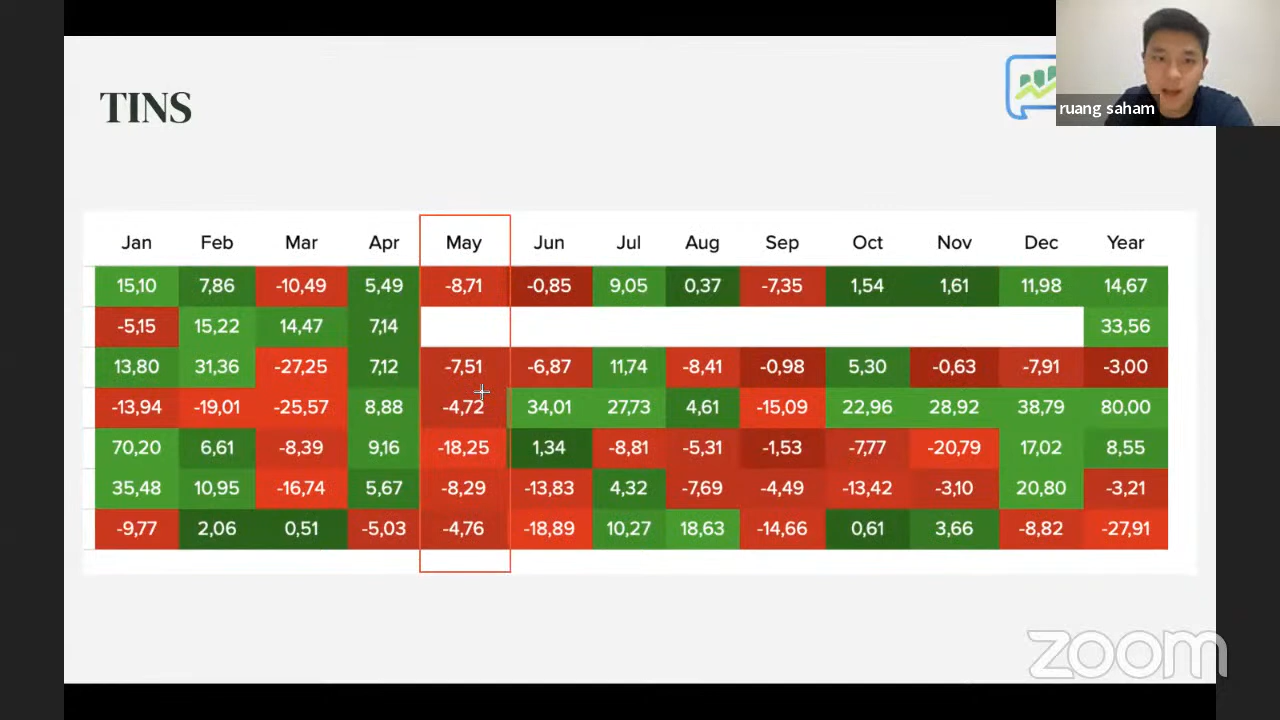 TINS
ruang saham
Jan Feb Mar Apr May Jun Jul Aug Sep Oct Nov Dec Year
15,10 7,86 -10,49 5,49 -8,71 -0,85 9,05 0,37 -7,35 1,54 1,61 11,98 14,67
-5,15 15,22 14,47 7,14 33,56
13,80 31,36 -27,25 7,12 -7,51 -6,87 11,74 -8,41 -0,98 5,30 -0,63 -7,91 -3,00
-13,94 -19,01 -25,57 8,88 -4,72 34,01 27,73 4,61 -15,09 22,96 28,92 38,79 80,00
70,20 6,61 -8,39 9,16 -18,25 1,34 -8,81 -5,31 -1,53 -7,77 -20,79 17,02 8,55
35,48 10,95 -16,74 5,67 -8,29 -13,83 4,32 -7,69 -4,49 -13,42 -3,10 20,80 -3,21
-9,77 2,06 0,51 -5,03 -4,76 -18,89 10,27 18,63 -14,66 0,61 3,66 -8,82 -27,91
zoom